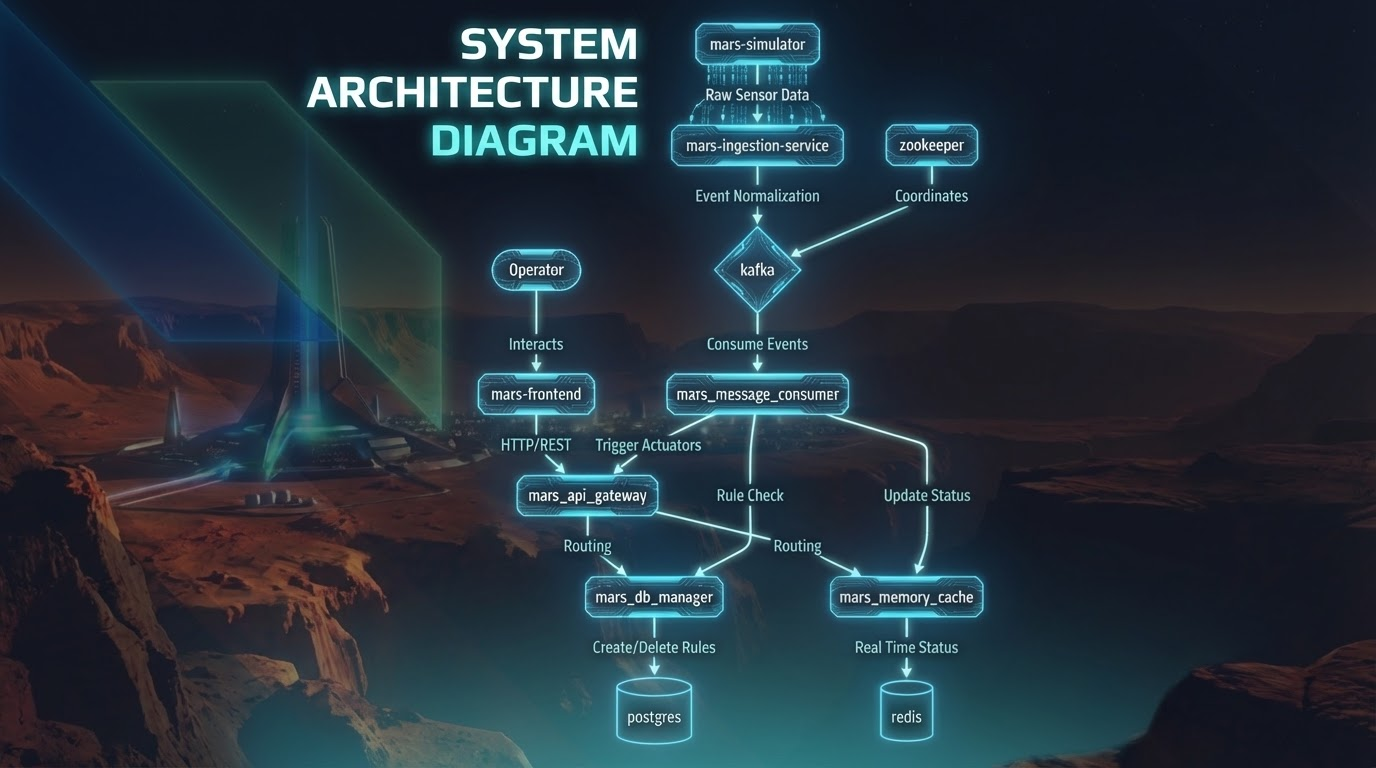 SYSTEM
ARCHITECTURE
DIAGRAM
mars-simulator
Raw Sensor Data
mars-ingestion-service
zookeeper
Event Normalization
Coordinates
Operator
kafka
Interacts
Consume Events
mars-frontend
mars_message_consumer
HTTP/REST
Trigger Actuators
mars_api_gateway
Rule Check
Update Status
Routing
Routing
mars_db_manager
mars_memory_cache
Create/Delete Rules
Real Time Status
postgres
redis